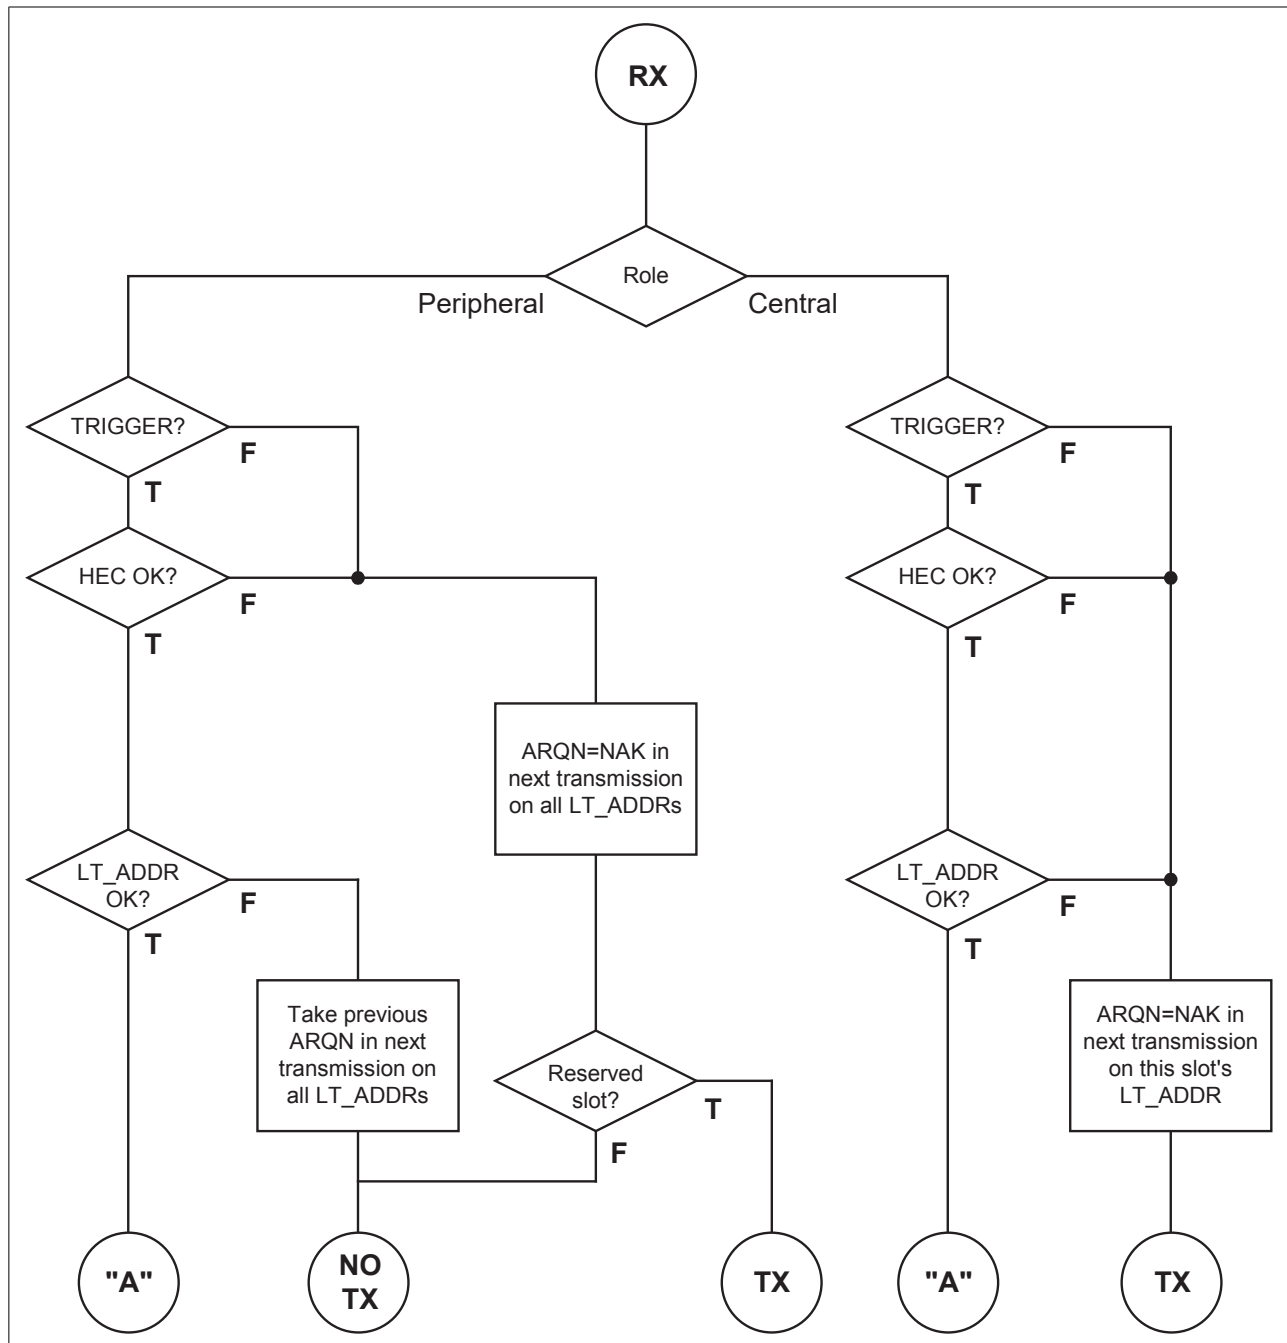 RX
Role
Peripheral
Central
TRIGGER?
F
T
TRIGGER?
F
T
HEC OK?
F
T
HEC OK?
F
T
ARQN=NAK in
next transmission
on all LT_ADDRs
LT_ADDR
OK?
F
T
LT_ADDR
OK?
F
T
Take previous
ARQN in next
transmission on
all LT_ADDRs
Reserved
slot?
T
F
ARQN=NAK in
next transmission
on this slot's
LT_ADDR
"A"
NO
TX
TX
"A"
TX